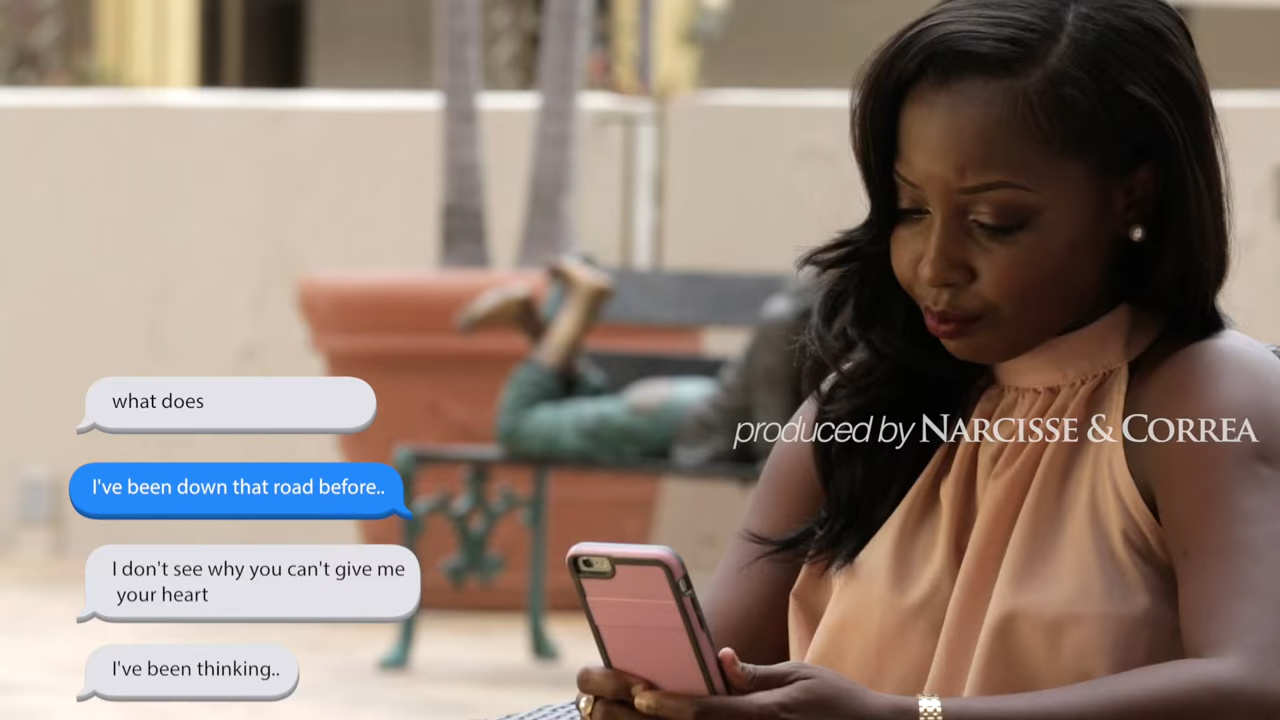 what does
I've been down that road before..
I don't see why you can't give me
your heart
I've been thinking..
produced by NARCISSE & CORREA